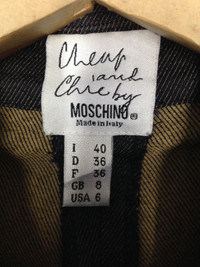 Cheap
and
Chic by
MOSCHINO®
Made in Italy
I 40
D 36
F 36
GB 8
USA 6